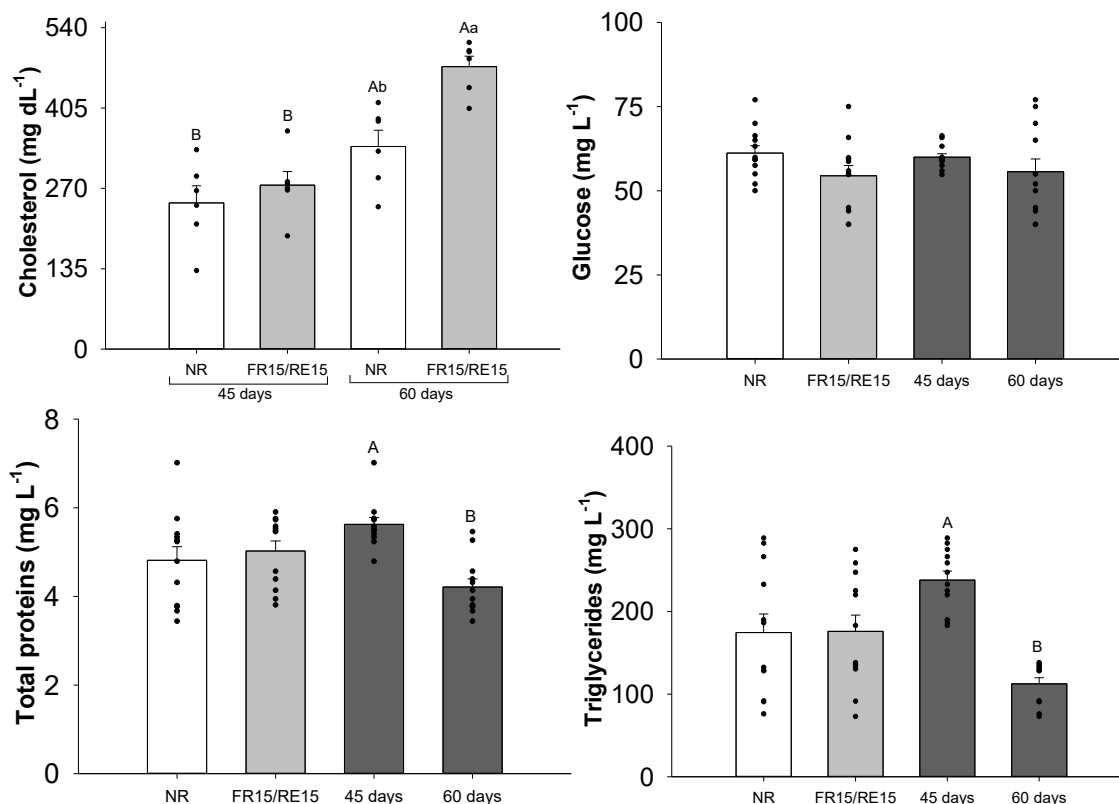 Cholesterol (mg dL⁻¹)
540
405
270
135
0
B
B
Ab
Aa
NR
FR15/RE15
NR
FR15/RE15
45 days
60 days
Glucose (mg L⁻¹)
100
75
50
25
0
NR
FR15/RE15
45 days
60 days
Total proteins (mg L⁻¹)
8
6
4
2
0
A
B
NR
FR15/RE15
45 days
60 days
Triglycerides (mg L⁻¹)
400
300
200
100
0
A
B
NR
FR15/RE15
45 days
60 days